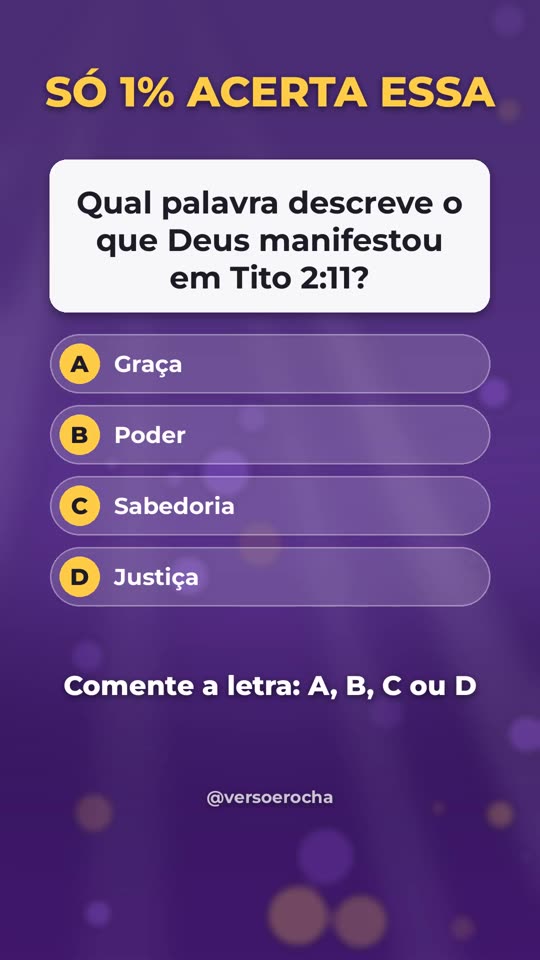 SÓ 1% ACERTA ESSA
Qual palavra descreve o
que Deus manifestou
em Tito 2:11?
A Graça
B Poder
C Sabedoria
D Justiça
Comente a letra: A, B, C ou D
@versoerocha